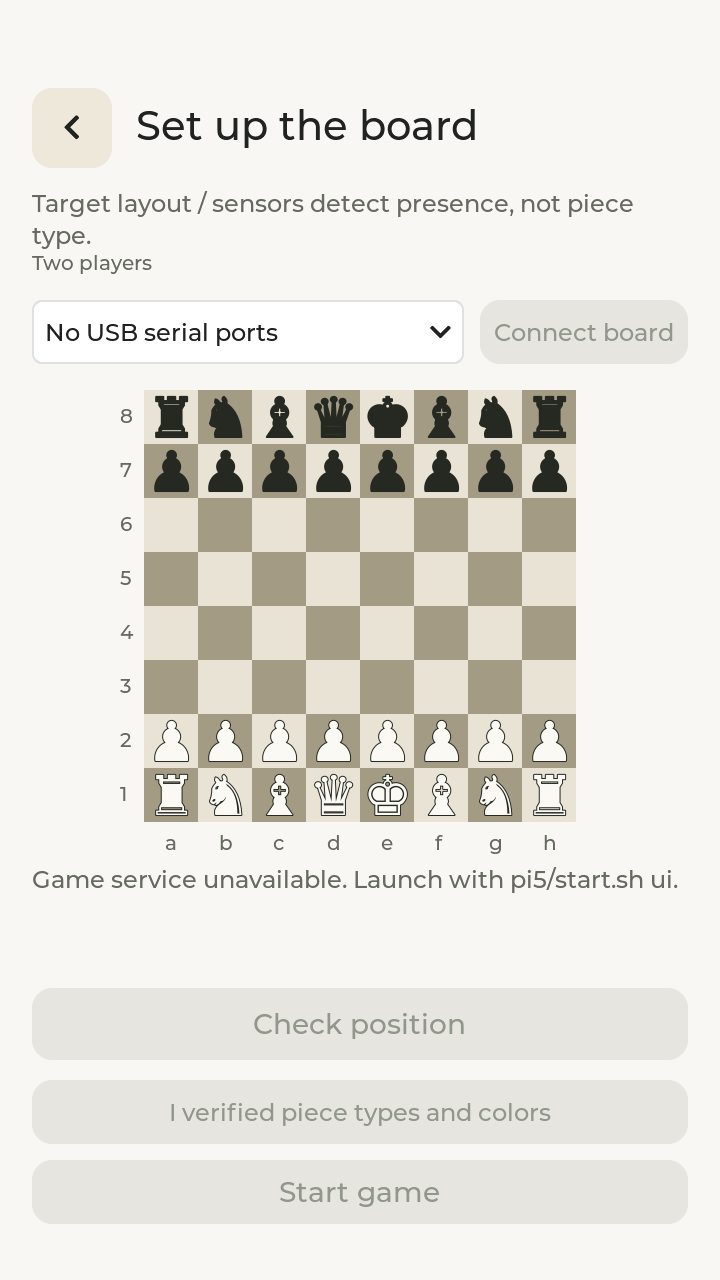 Set up the board
Target layout / sensors detect presence, not piece
type.
Two players
No USB serial ports
Connect board
8
7
6
5
4
3
2
1
a b c d e f g h
Game service unavailable. Launch with pi5/start.sh ui.
Check position
I verified piece types and colors
Start game